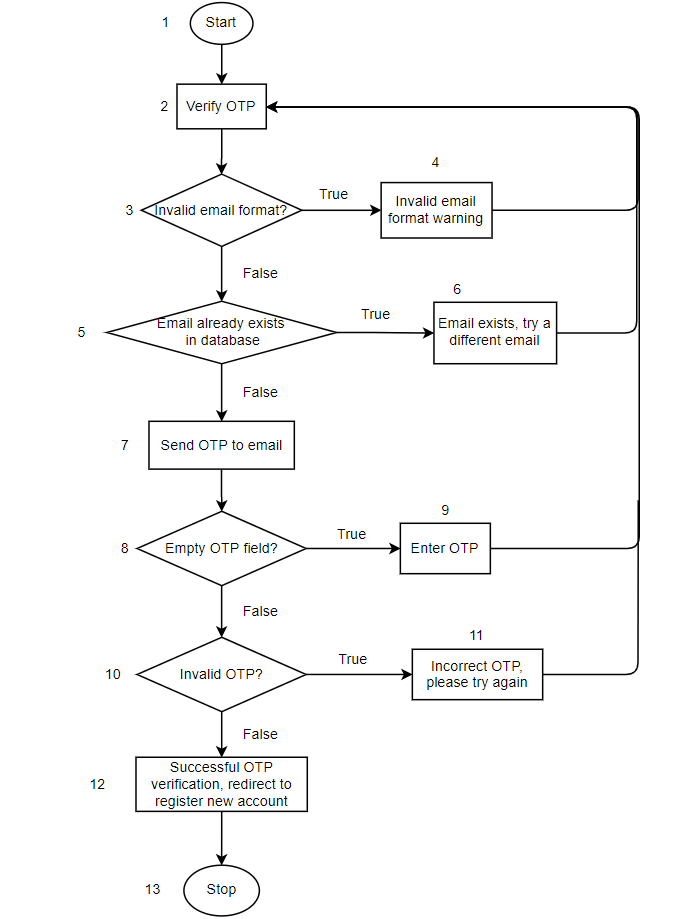 1
Start
2
Verify OTP
4
True
3
Invalid email format?
Invalid email
format warning
False
6
True
5
Email already exists
in database
Email exists, try a
different email
False
7
Send OTP to email
9
True
8
Empty OTP field?
Enter OTP
False
11
True
10
Invalid OTP?
Incorrect OTP,
please try again
False
12
Successful OTP
verification, redirect to
register new account
13
Stop